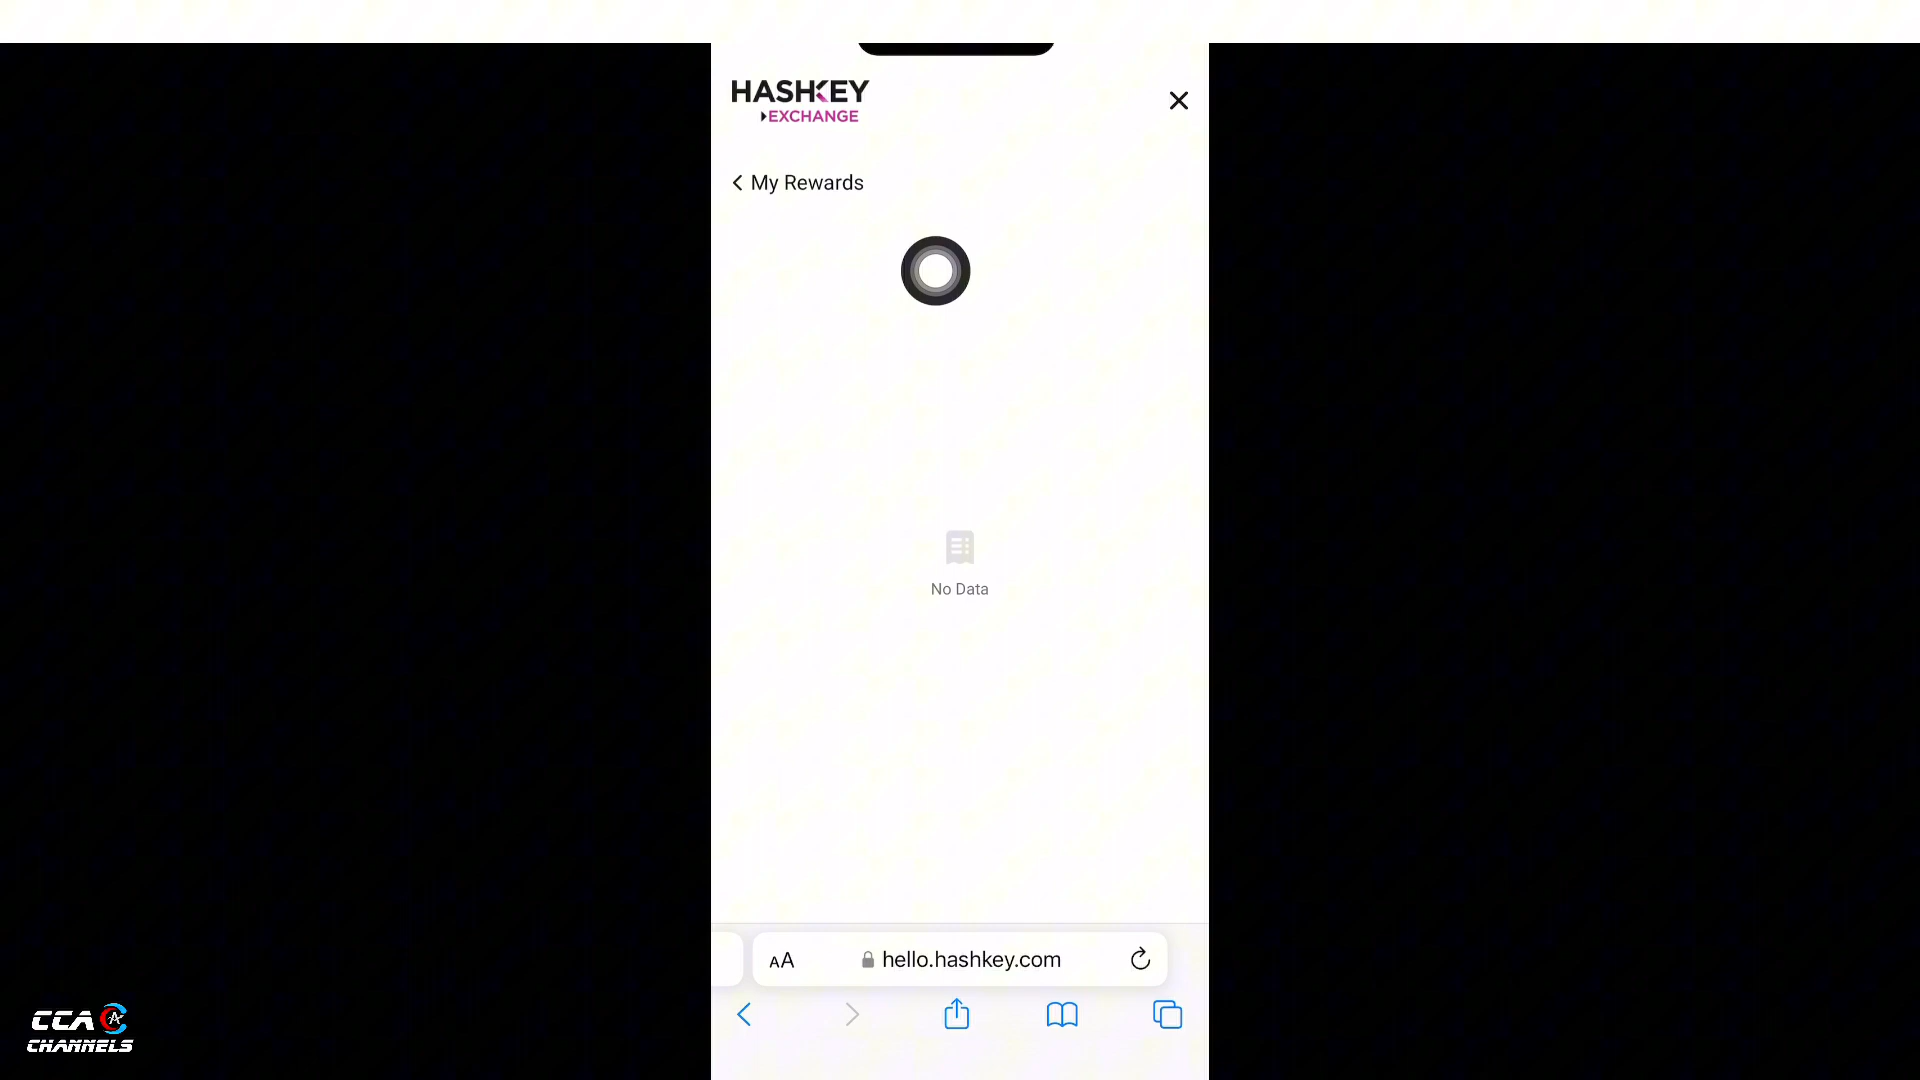 HASHKEY
EXCHANGE
My Rewards
No Data
AA
hello.hashkey.com
CCA
CHANNELS